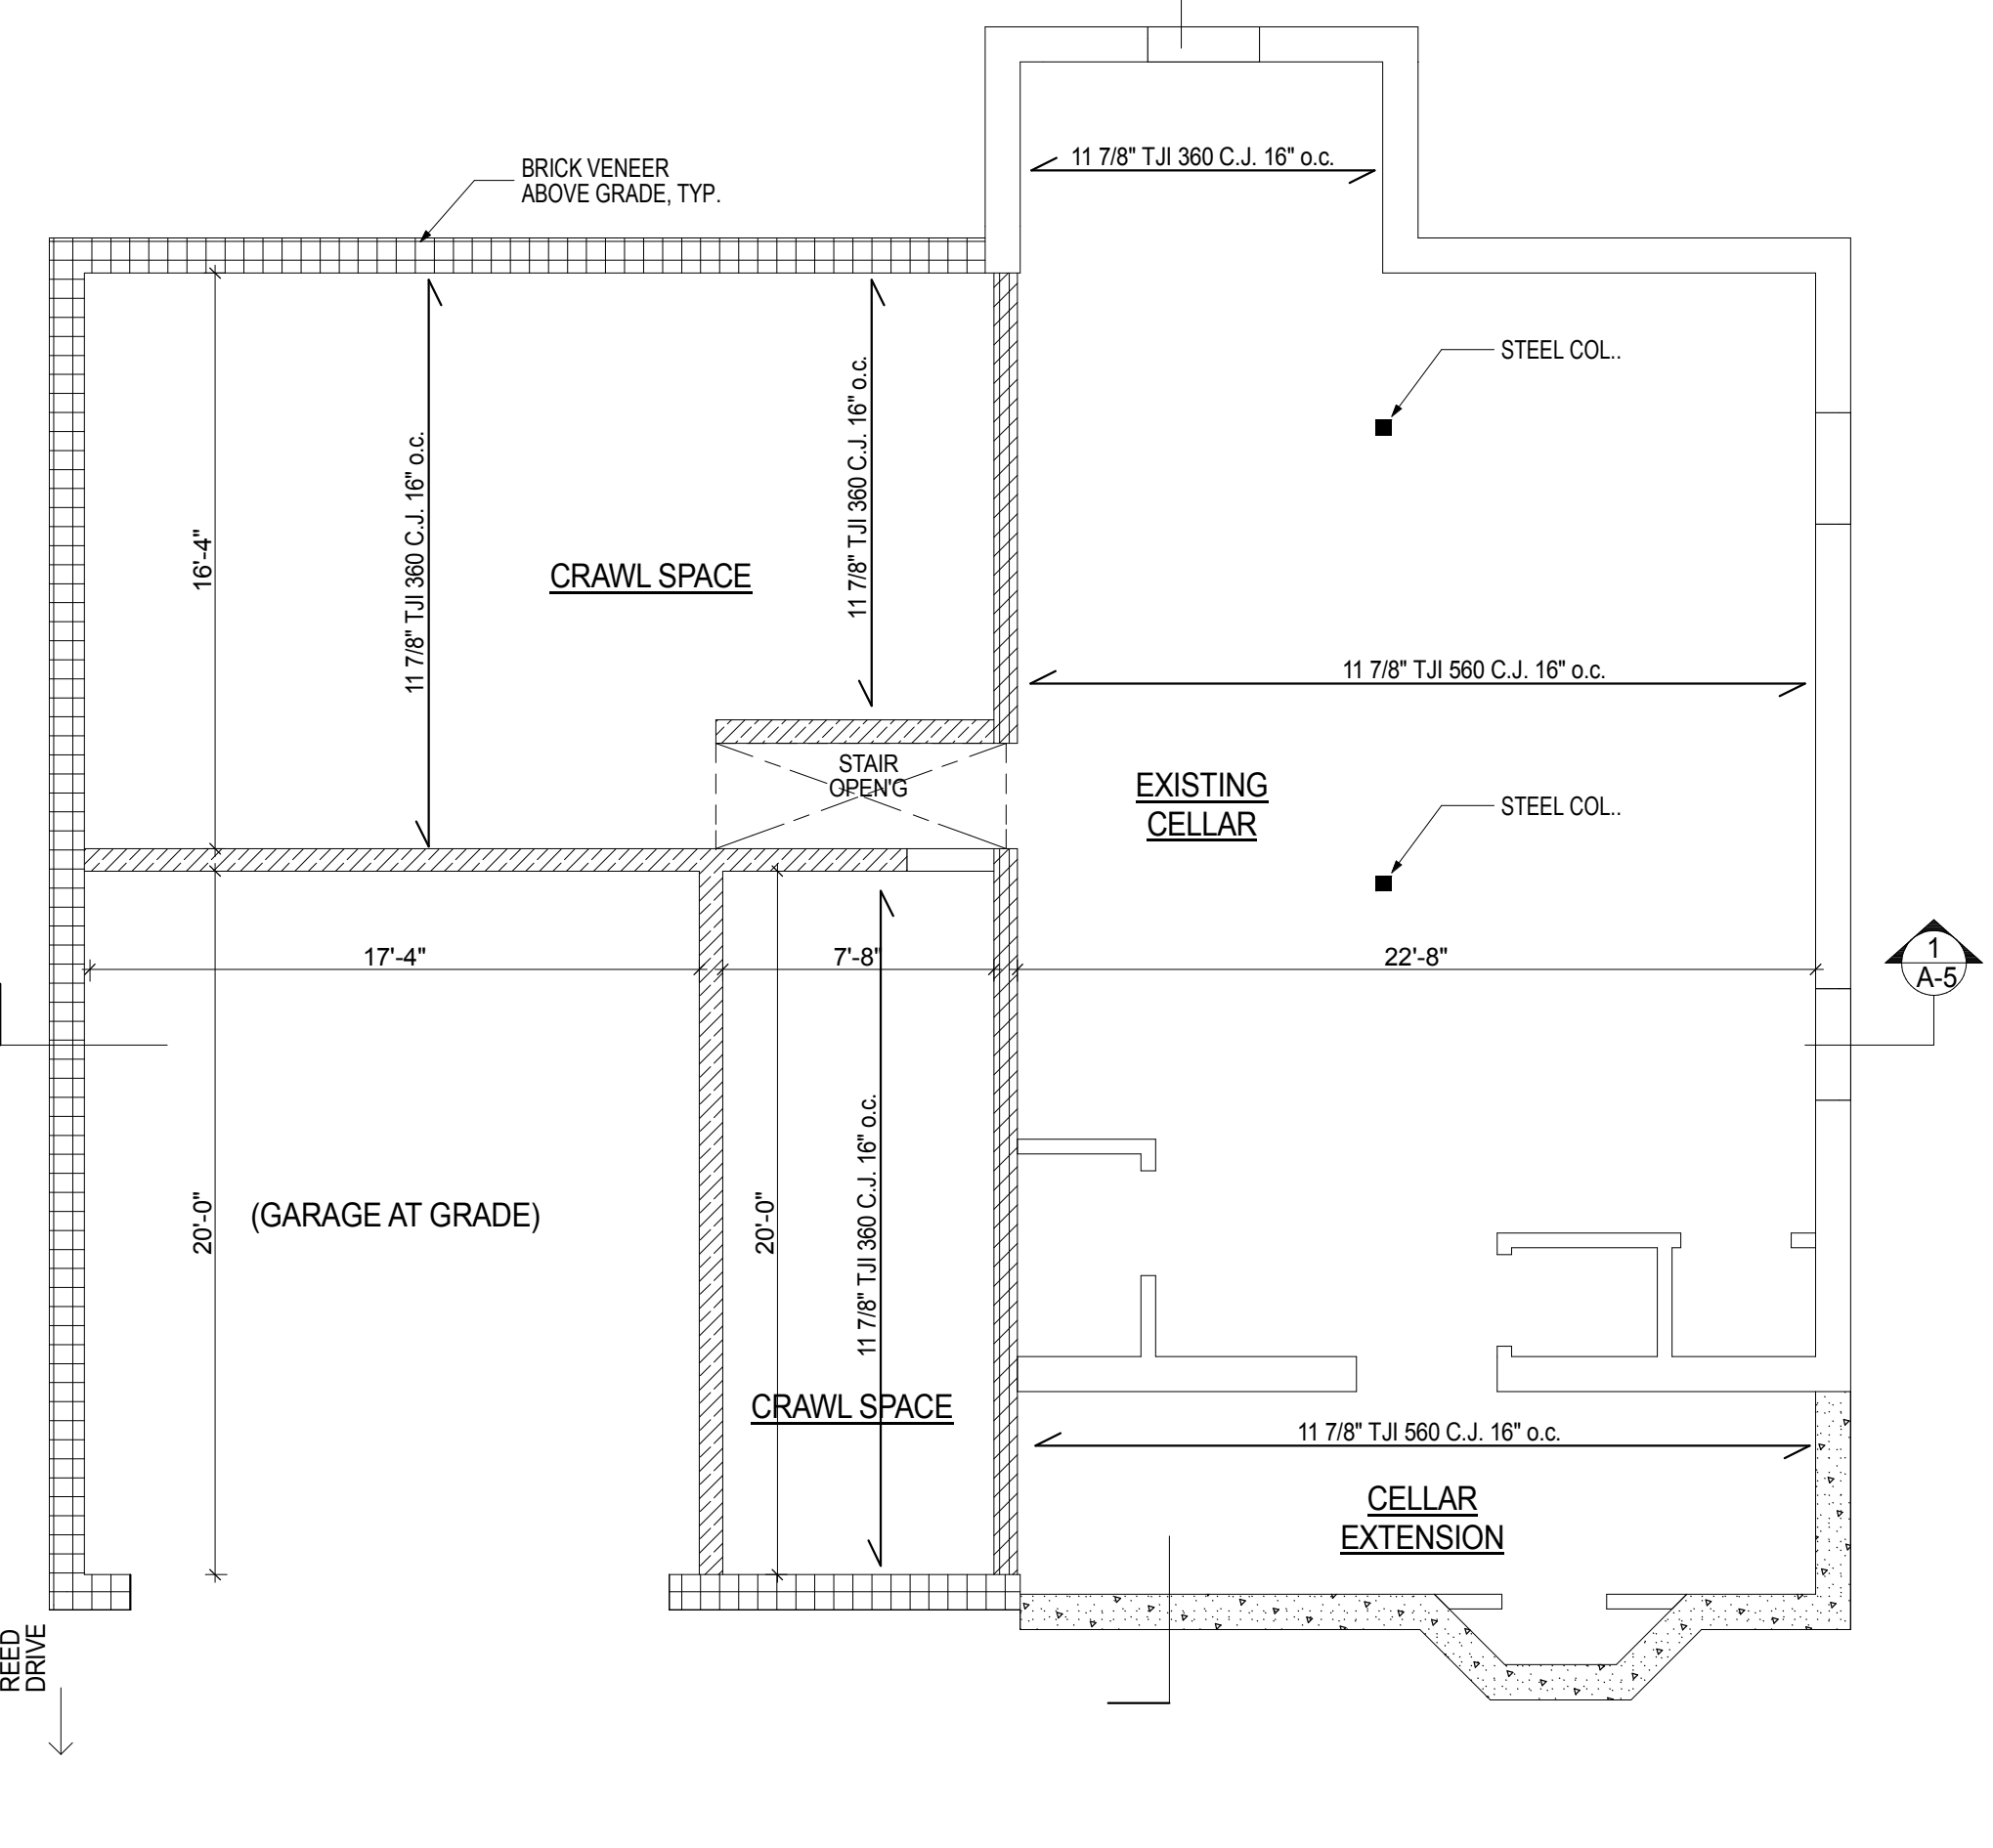 11 7/8" TJI 360 C.J. 16" o.c.
BRICK VENEER
ABOVE GRADE, TYP.
STEEL COL..
11 7/8" TJI 360 C.J. 16" o.c.
11 7/8" TJI 360 C.J. 16" o.c.
16'-4"
CRAWL SPACE
11 7/8" TJI 560 C.J. 16" o.c.
STAIR
OPEN'G
EXISTING
CELLAR
STEEL COL..
17'-4"
7'-8"
22'-8"
1
A-5
20'-0"
(GARAGE AT GRADE)
20'-0"
11 7/8" TJI 360 C.J. 16" o.c.
CRAWL SPACE
11 7/8" TJI 560 C.J. 16" o.c.
CELLAR
EXTENSION
REED
DRIVE